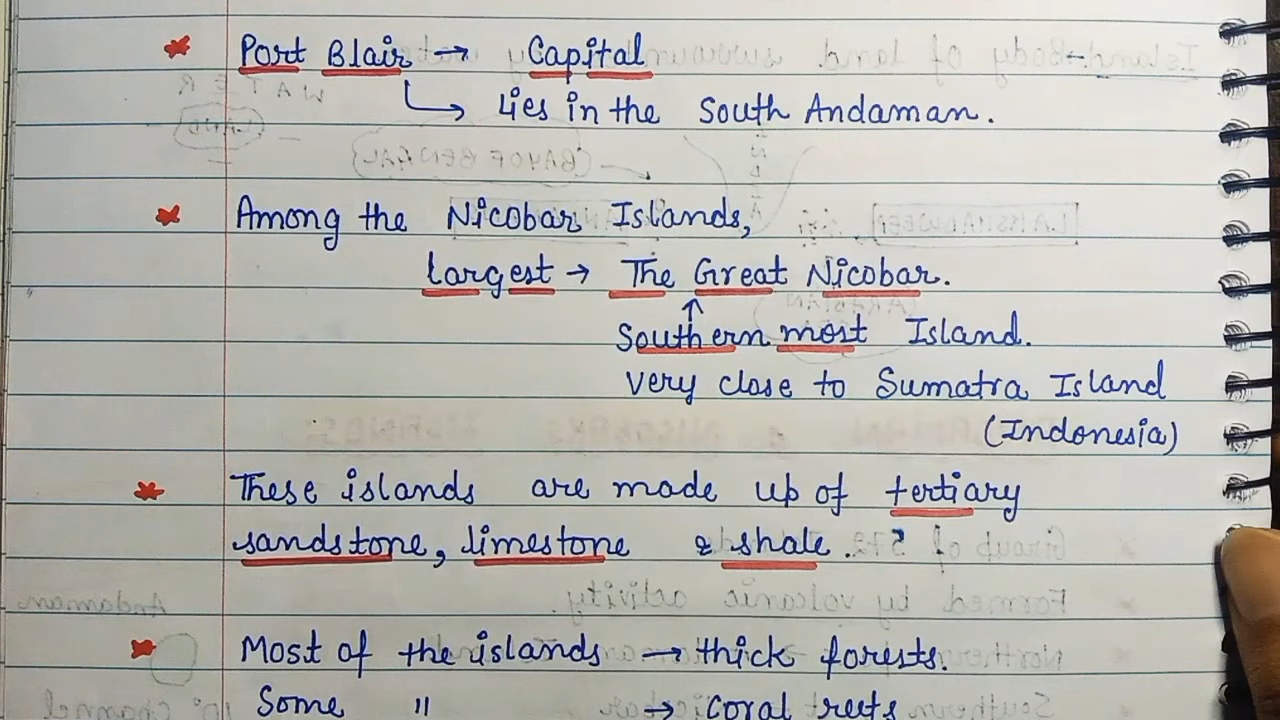 * Port Blair → Capital
↳ Lies in the South Andaman.
* Among the Nicobar Islands,
largest → The Great Nicobar.
↑
Southern most Island.
very close to Sumatra Island
(Indonesia)
* These islands are made up of tertiary
sandstone, limestone & shale.
* Most of the islands → thick forests.
Some " → coral reefs